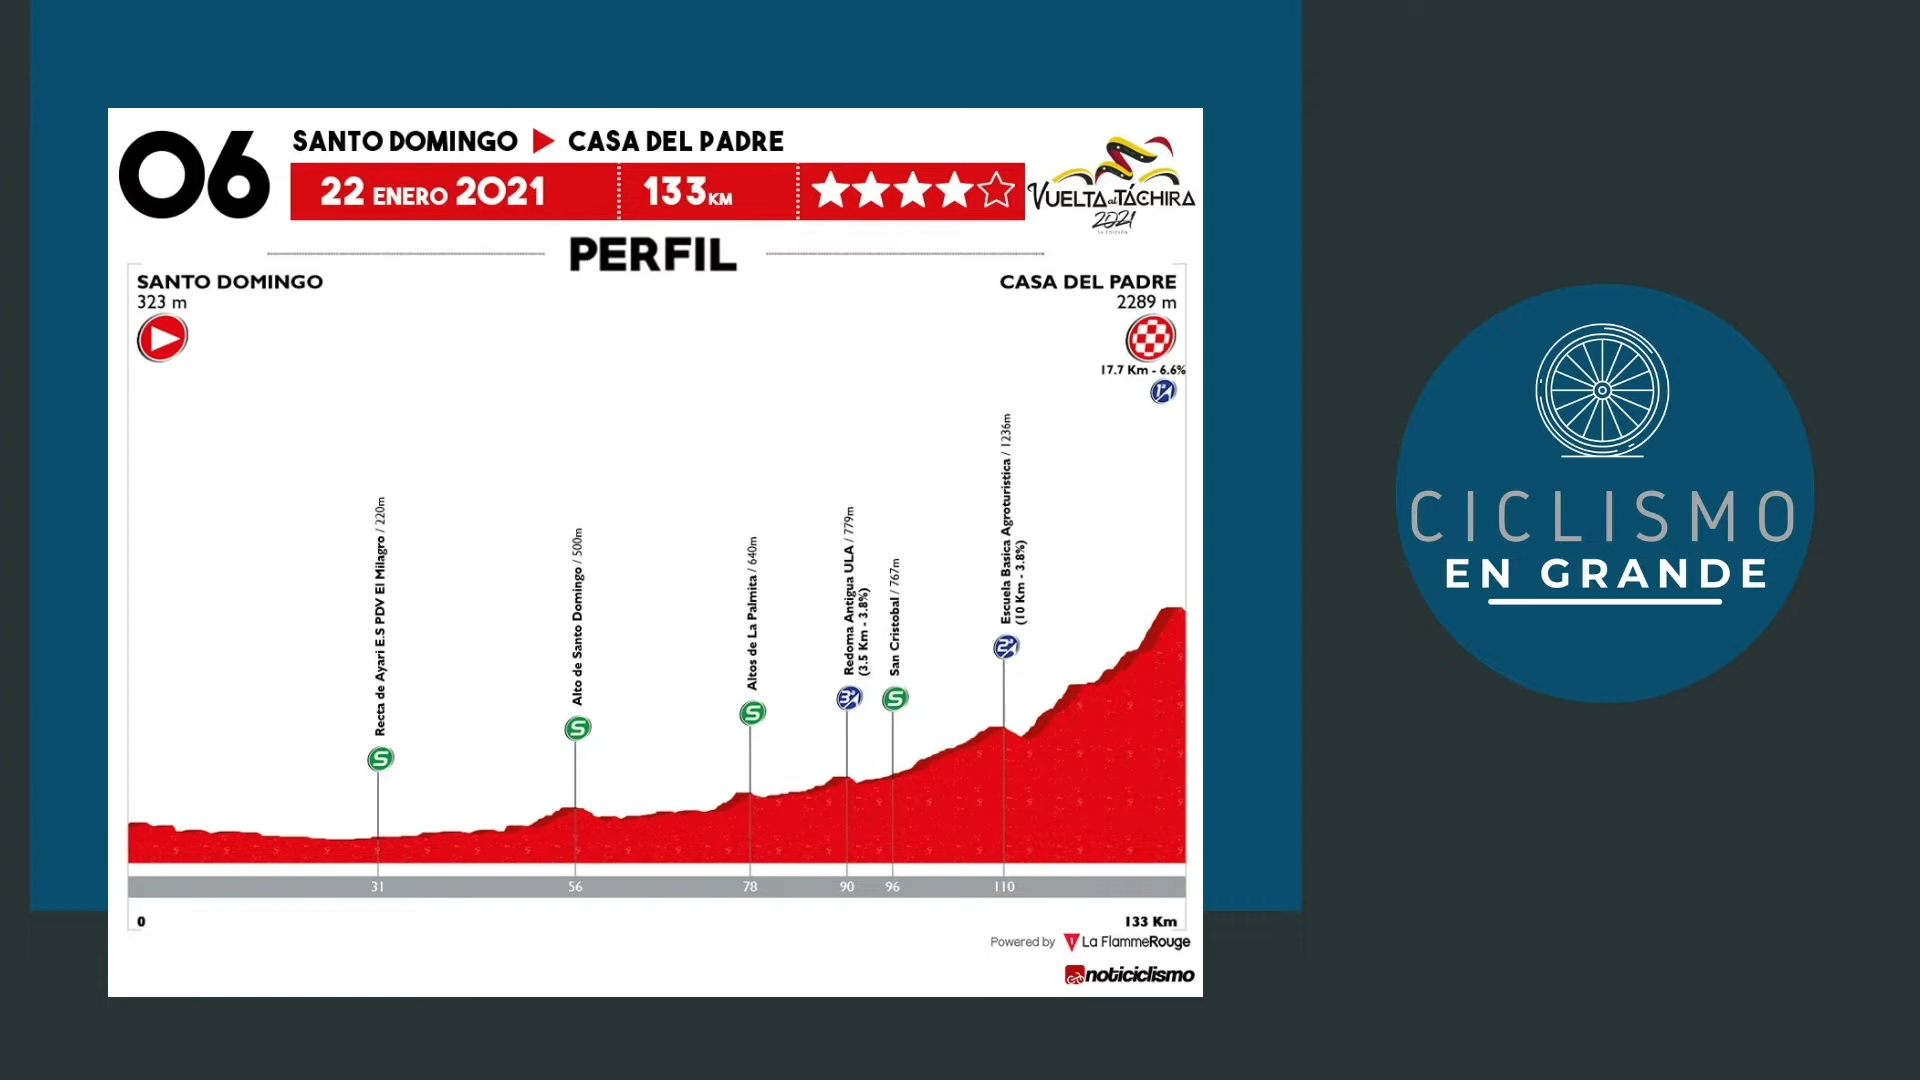 06
SANTO DOMINGO CASA DEL PADRE
22 ENERO 2021
133KM
VUELTA al TÁCHIRA
2021
PERFIL
SANTO DOMINGO
323 m
CASA DEL PADRE
2289 m
17.7 Km - 6.6%
1ª
Recta de Ayari E.S PDV El Milagro / 220m
S
Alto de Santo Domingo / 500m
S
Altos de La Palmita / 640m
S
Redoma Antigua ULA / 779m
(3.5 Km - 3.8%)
3ª
San Cristobal / 767m
S
Escuela Basica Agroturistica / 1236m
(10 Km - 3.8%)
2ª
31 56 78 90 96 110
0
133 Km
Powered by La FlammeRouge
noticiclismo
CICLISMO
EN GRANDE